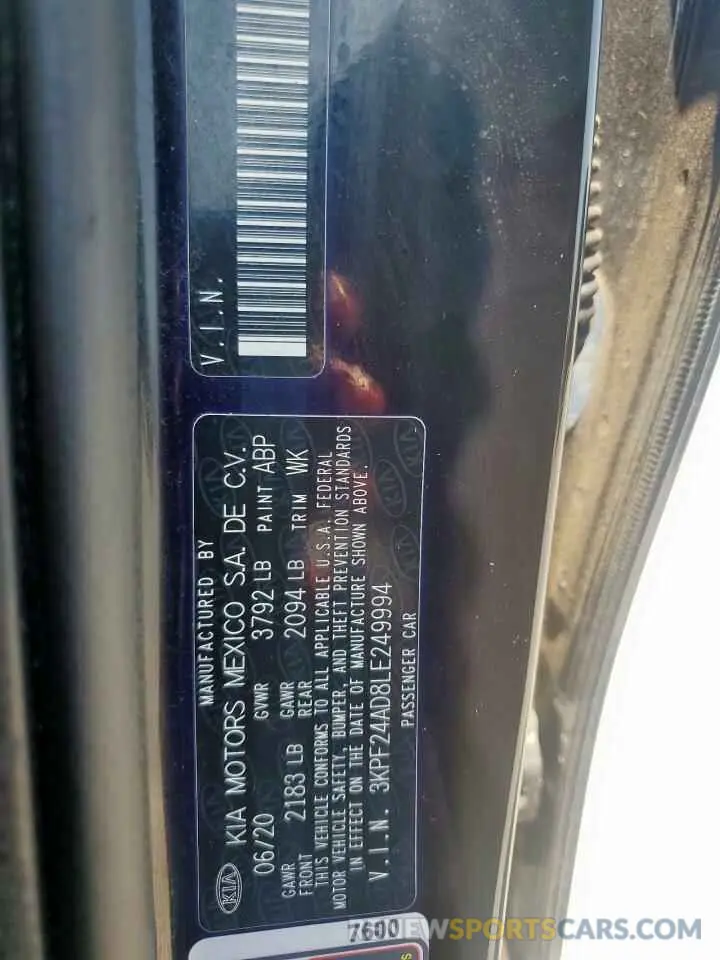 V.I.N.
MANUFACTURED BY
KIA KIA MOTORS MEXICO S.A. DE C.V.
06/20 GVWR 3792 LB PAINT ABP
GAWR FRONT 2183 LB GAWR REAR 2094 LB TRIM WK
THIS VEHICLE CONFORMS TO ALL APPLICABLE U.S.A. FEDERAL
MOTOR VEHICLE SAFETY, BUMPER, AND THEFT PREVENTION STANDARDS
IN EFFECT ON THE DATE OF MANUFACTURE SHOWN ABOVE.
V.I.N. 3KPF24AD8LE249994
PASSENGER CAR
7600
NEWSPORTSCARS.COM